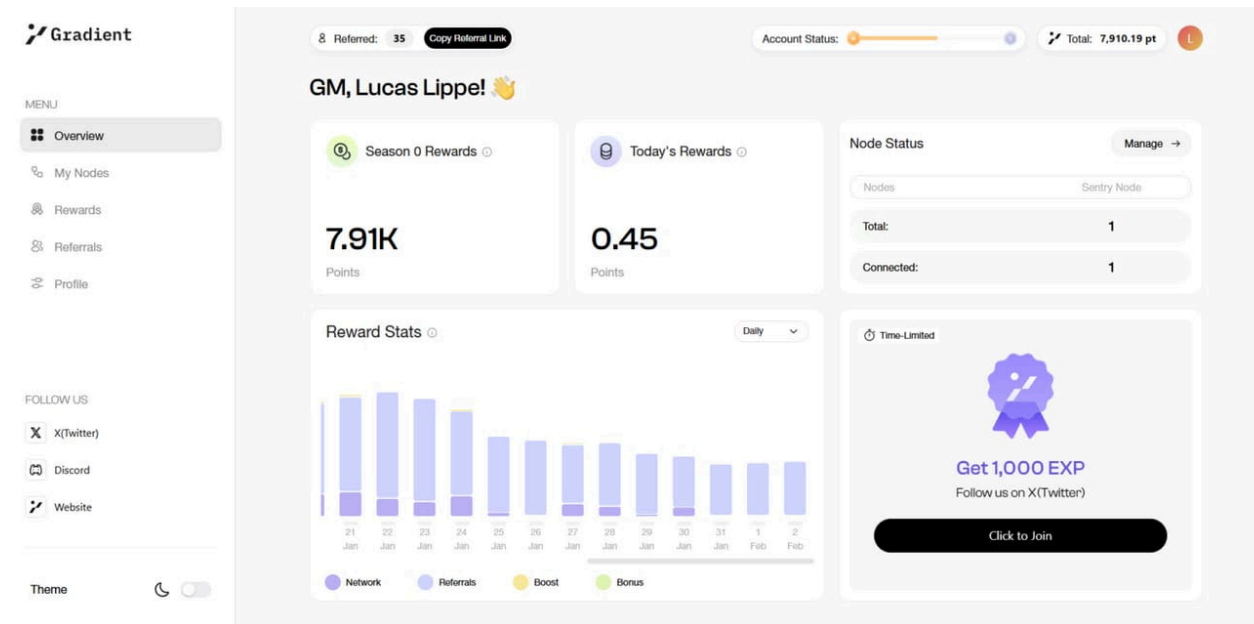 Gradient
Referred: 35 Copy Referral Link
Account Status:
Total: 7,910.19 pt
L
GM, Lucas Lippe!
MENU
Overview
My Nodes
Rewards
Referrals
Profile
FOLLOW US
X(Twitter)
Discord
Website
Theme
Season 0 Rewards
7.91K
Points
Today's Rewards
0.45
Points
Node Status
Manage →
Nodes Sentry Node
Total: 1
Connected: 1
Reward Stats
Daily
21 22 23 24 25 26 27 28 29 30 31 1 2
Jan Jan Jan Jan Jan Jan Jan Jan Jan Jan Jan Feb Feb
Network Referrals Boost Bonus
Time-Limited
Get 1,000 EXP
Follow us on X(Twitter)
Click to Join